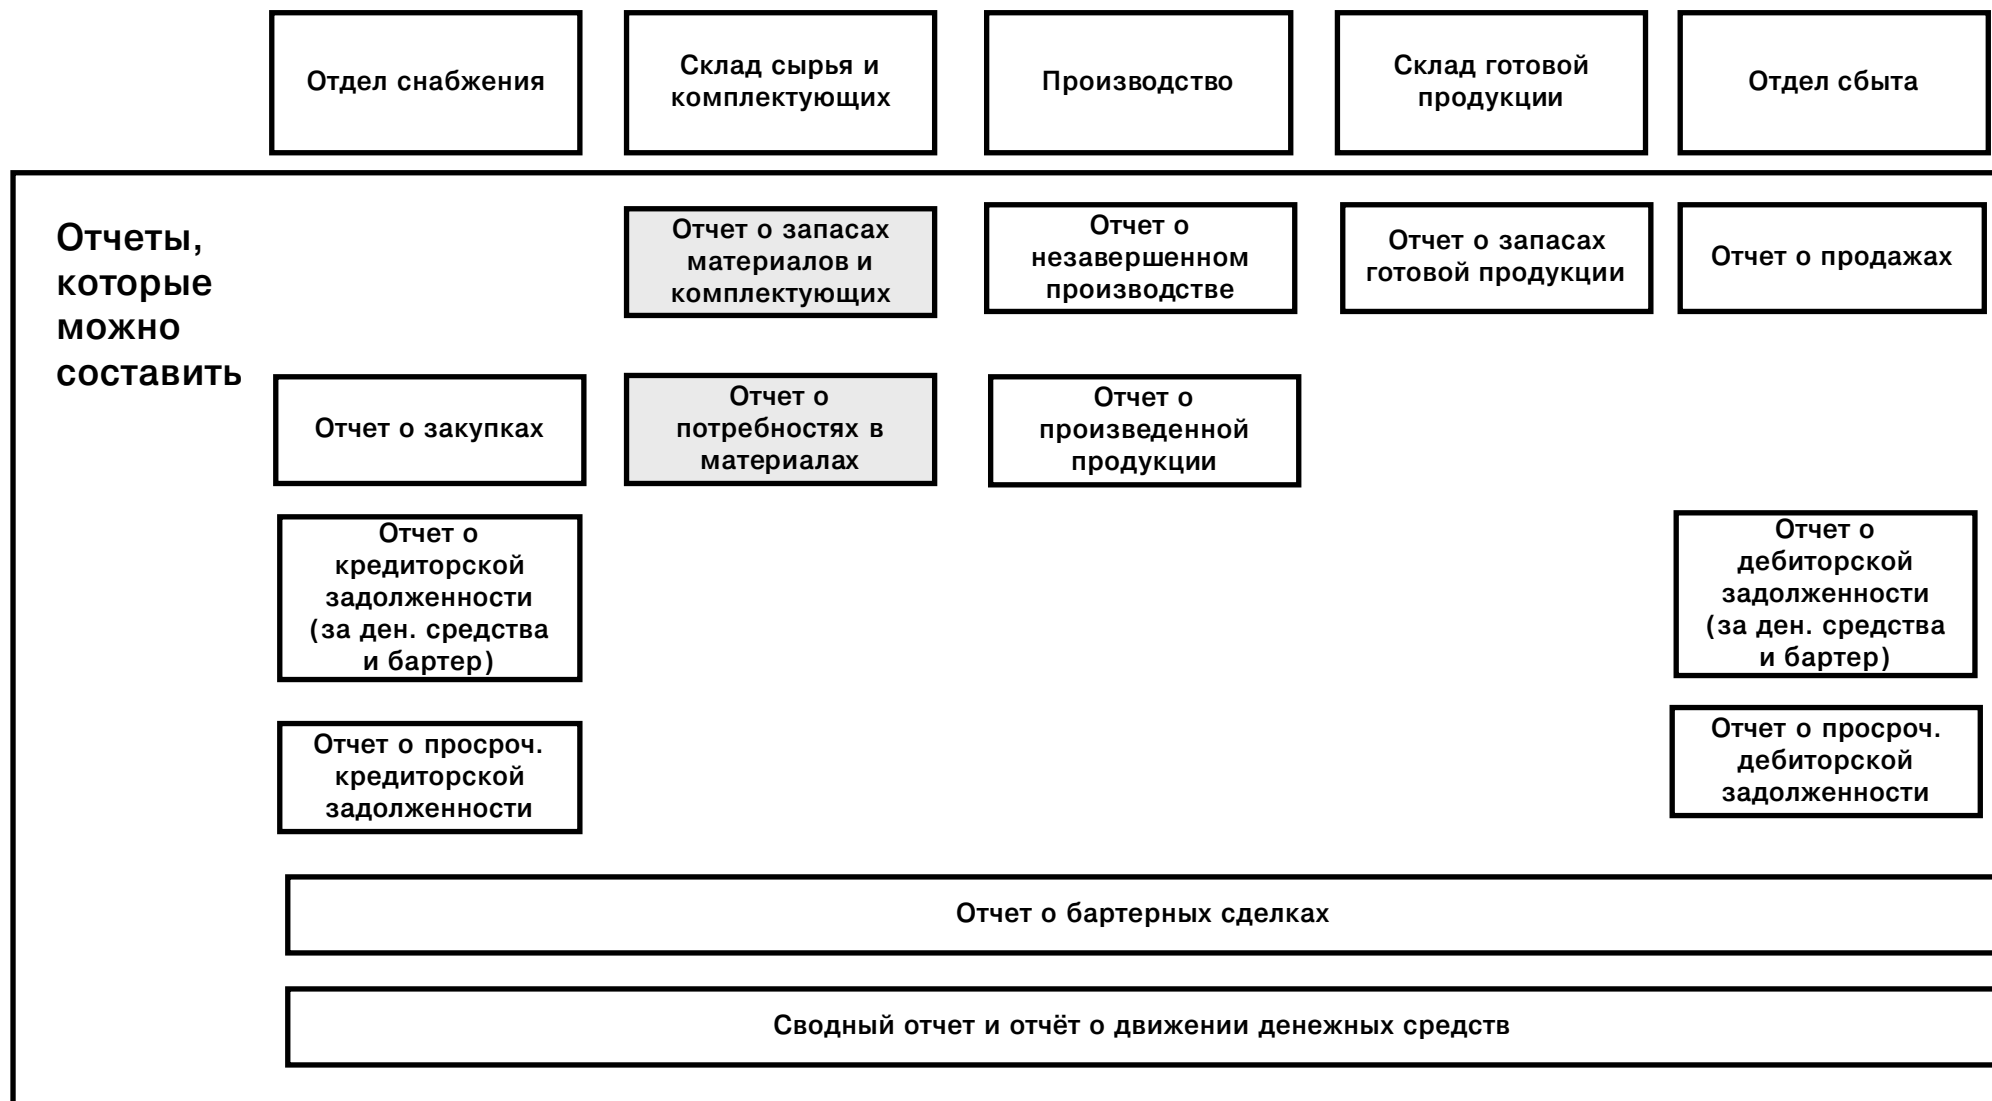 Отдел снабжения
Склад сырья и
комплектующих
Производство
Склад готовой
продукции
Отдел сбыта
Отчеты,
которые
можно
составить
Отчет о запасах
материалов и
комплектующих
Отчет о
незавершенном
производстве
Отчет о запасах
готовой продукции
Отчет о продажах
Отчет о закупках
Отчет о
потребностях в
материалах
Отчет о
произведенной
продукции
Отчет о
кредиторской
задолженности
(за ден. средства
и бартер)
Отчет о
дебиторской
задолженности
(за ден. средства
и бартер)
Отчет о просроч.
кредиторской
задолженности
Отчет о просроч.
дебиторской
задолженности
Отчет о бартерных сделках
Сводный отчет и отчёт о движении денежных средств